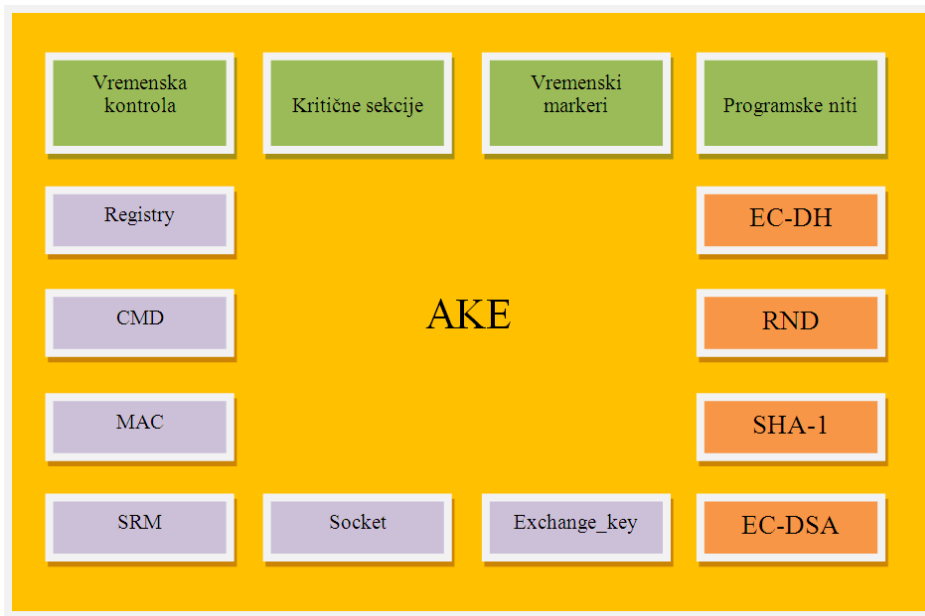 Vremenska
kontrola
Kritične sekcije
Vremenski
markeri
Programske niti
Registry
EC-DH
CMD
AKE
RND
MAC
SHA-1
SRM
Socket
Exchange_key
EC-DSA